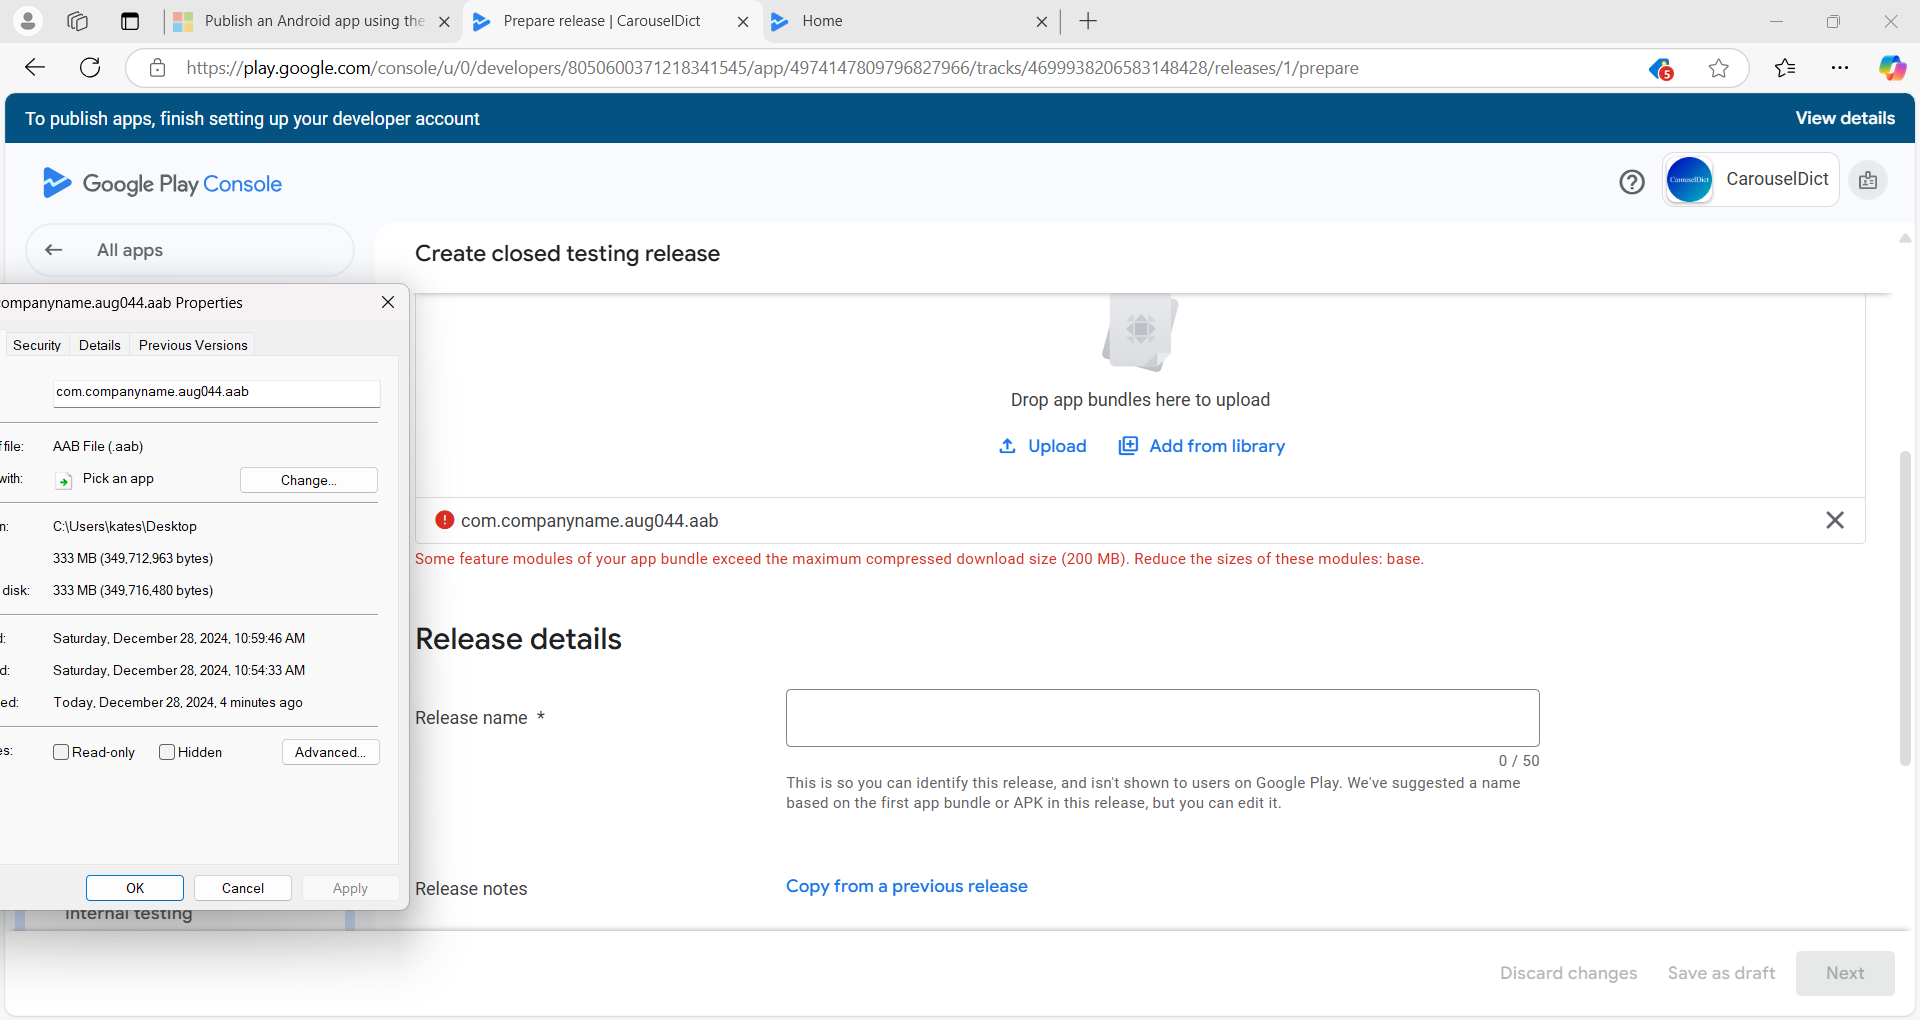 Publish an Android app using the
Prepare release | CarouselDict
Home
https://play.google.com/console/u/0/developers/8050600371218341545/app/4974147809796827966/tracks/4699938206583148428/releases/1/prepare
5
To publish apps, finish setting up your developer account
View details
Google Play Console
CarouselDict
CarouselDict
All apps
Create closed testing release
ompanyname.aug044.aab Properties
Security
Details
Previous Versions
com.companyname.aug044.aab
file:
AAB File (.aab)
with:
Pick an app
Change...
n:
C:\Users\kates\Desktop
333 MB (349,712,963 bytes)
disk:
333 MB (349,716,480 bytes)
d:
Saturday, December 28, 2024, 10:59:46 AM
d:
Saturday, December 28, 2024, 10:54:33 AM
ed:
Today, December 28, 2024, 4 minutes ago
es:
Read-only
Hidden
Advanced...
OK
Cancel
Apply
Internal testing
Drop app bundles here to upload
Upload
Add from library
com.companyname.aug044.aab
Some feature modules of your app bundle exceed the maximum compressed download size (200 MB). Reduce the sizes of these modules: base.
Release details
Release name *
0 / 50
This is so you can identify this release, and isn't shown to users on Google Play. We've suggested a name
based on the first app bundle or APK in this release, but you can edit it.
Release notes
Copy from a previous release
Discard changes
Save as draft
Next